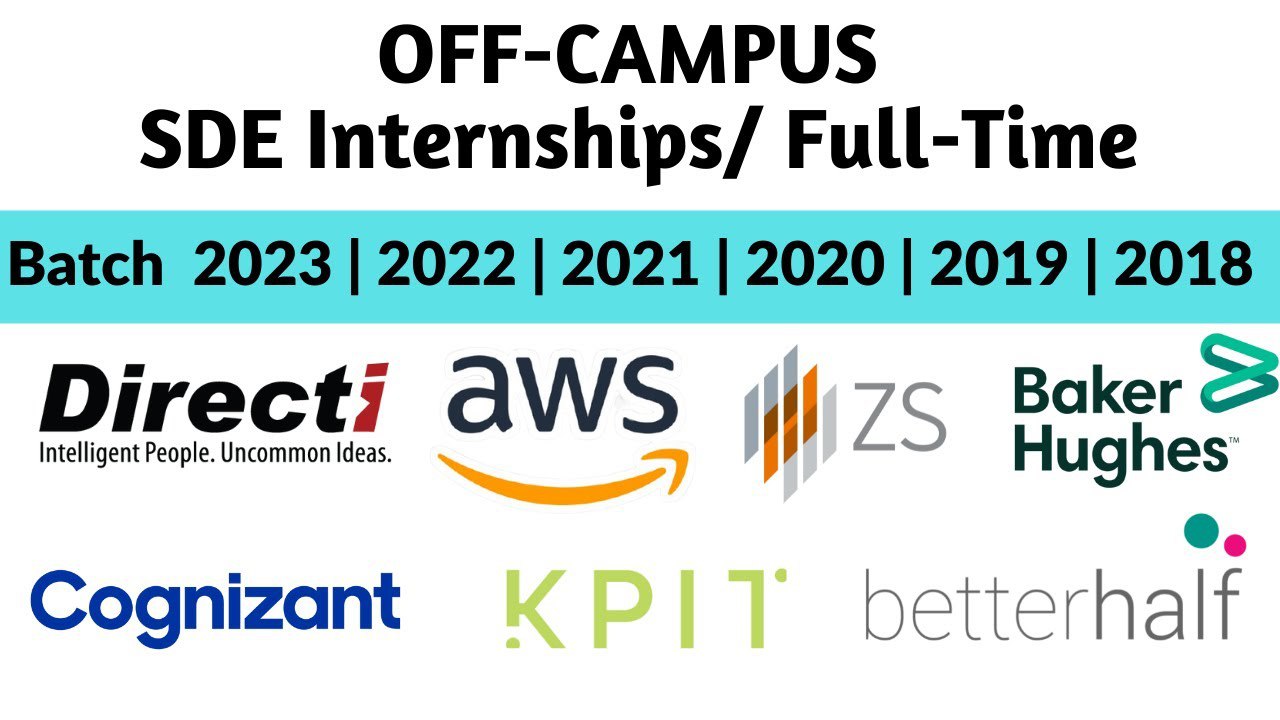 OFF-CAMPUS
SDE Internships/ Full-Time
Batch 2023 | 2022 | 2021 | 2020 | 2019 | 2018
Directi
Intelligent People. Uncommon Ideas.
aws
ZS
Baker
Hughes™
Cognizant
KPIT
betterhalf